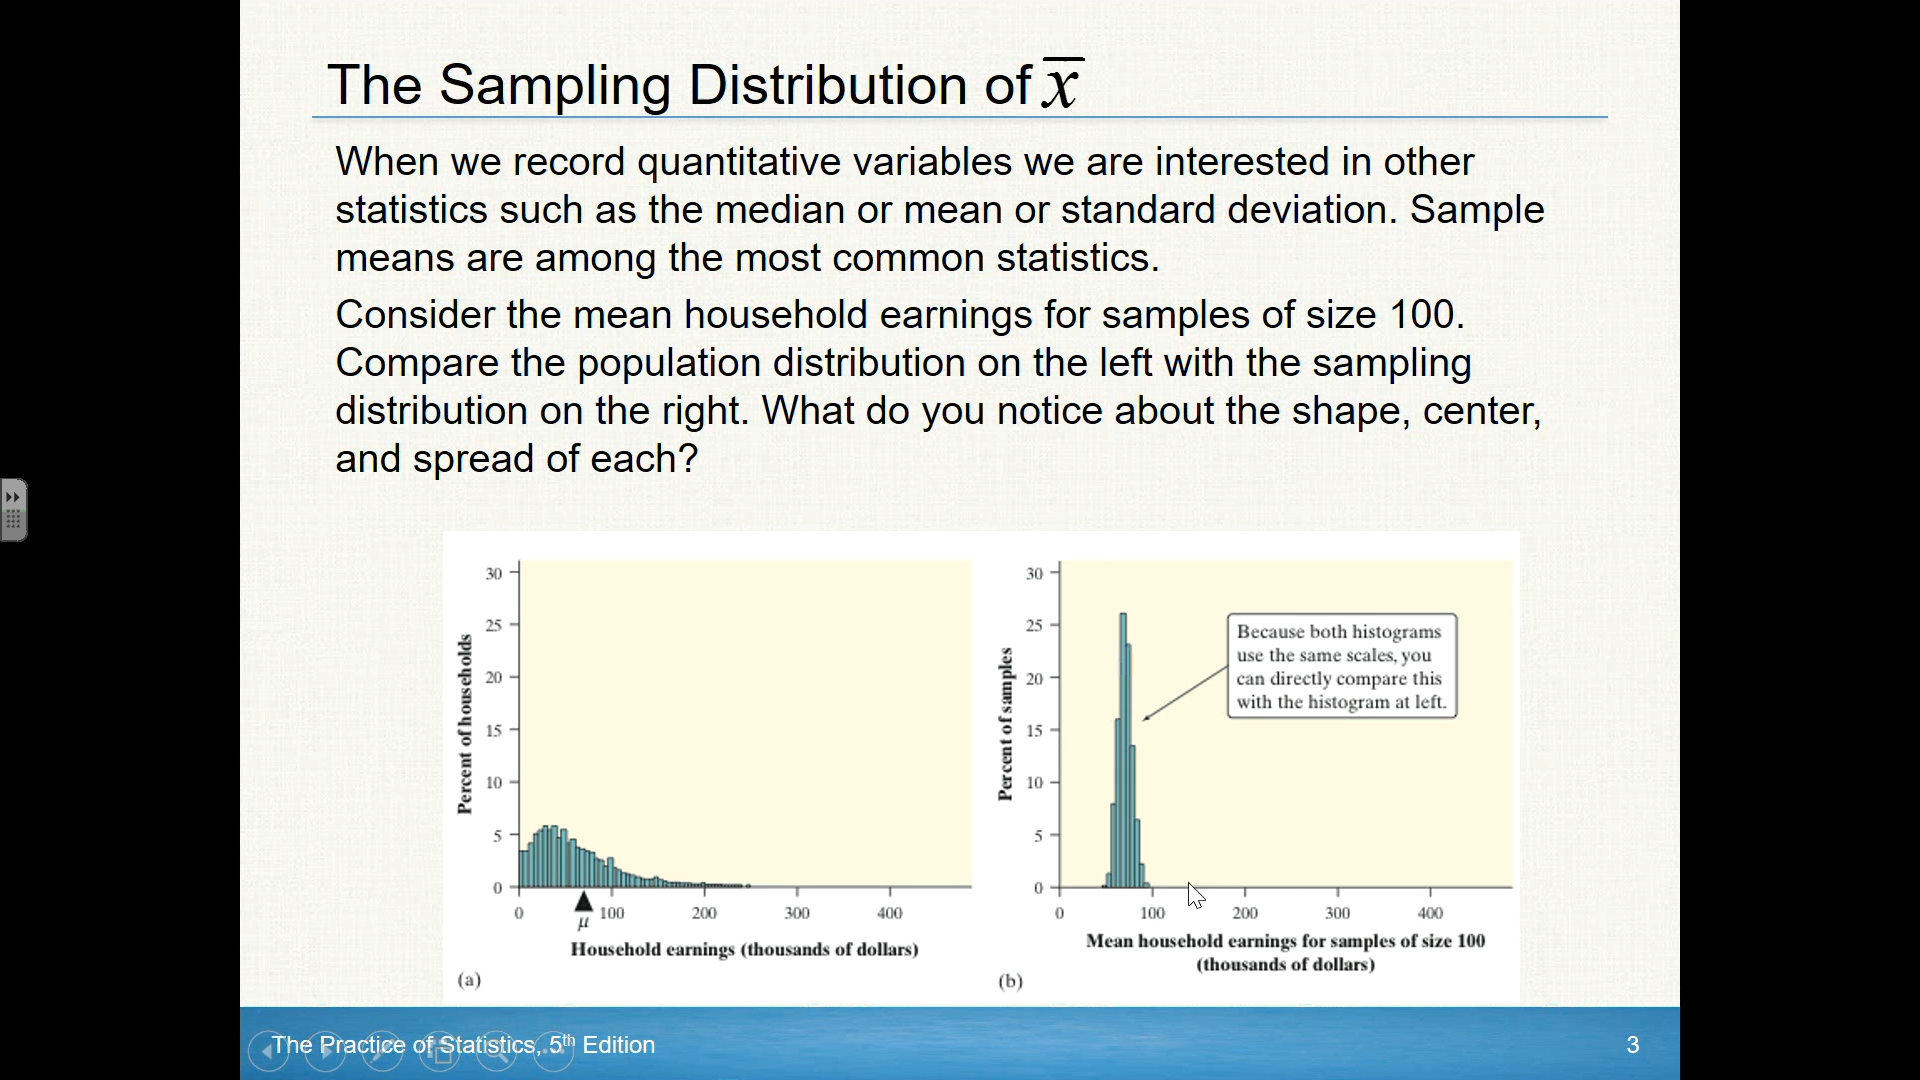 The Sampling Distribution of x̅
When we record quantitative variables we are interested in other
statistics such as the median or mean or standard deviation. Sample
means are among the most common statistics.
Consider the mean household earnings for samples of size 100.
Compare the population distribution on the left with the sampling
distribution on the right. What do you notice about the shape, center,
and spread of each?
Percent of households
30
25
20
15
10
5
0
0 100 200 300 400
μ
Household earnings (thousands of dollars)
(a)
Percent of samples
30
25
20
15
10
5
0
Because both histograms
use the same scales, you
can directly compare this
with the histogram at left.
0 100 200 300 400
Mean household earnings for samples of size 100
(thousands of dollars)
(b)
The Practice of Statistics, 5th Edition
3